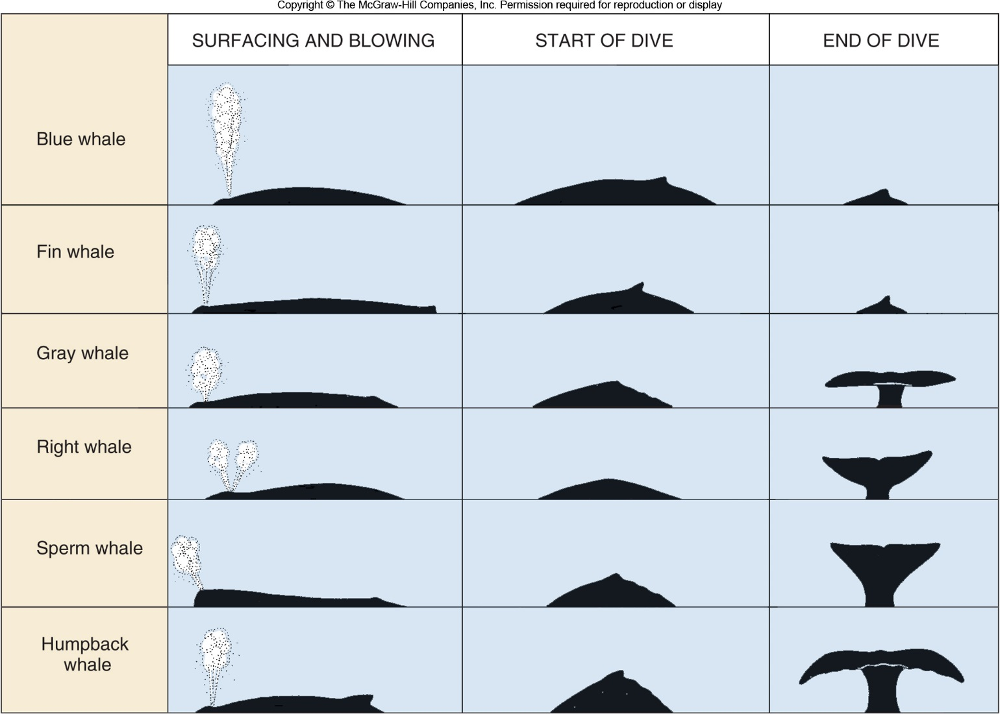 Copyright © The McGraw-Hill Companies, Inc. Permission required for reproduction or display
SURFACING AND BLOWING
START OF DIVE
END OF DIVE
Blue whale
Fin whale
Gray whale
Right whale
Sperm whale
Humpback
whale